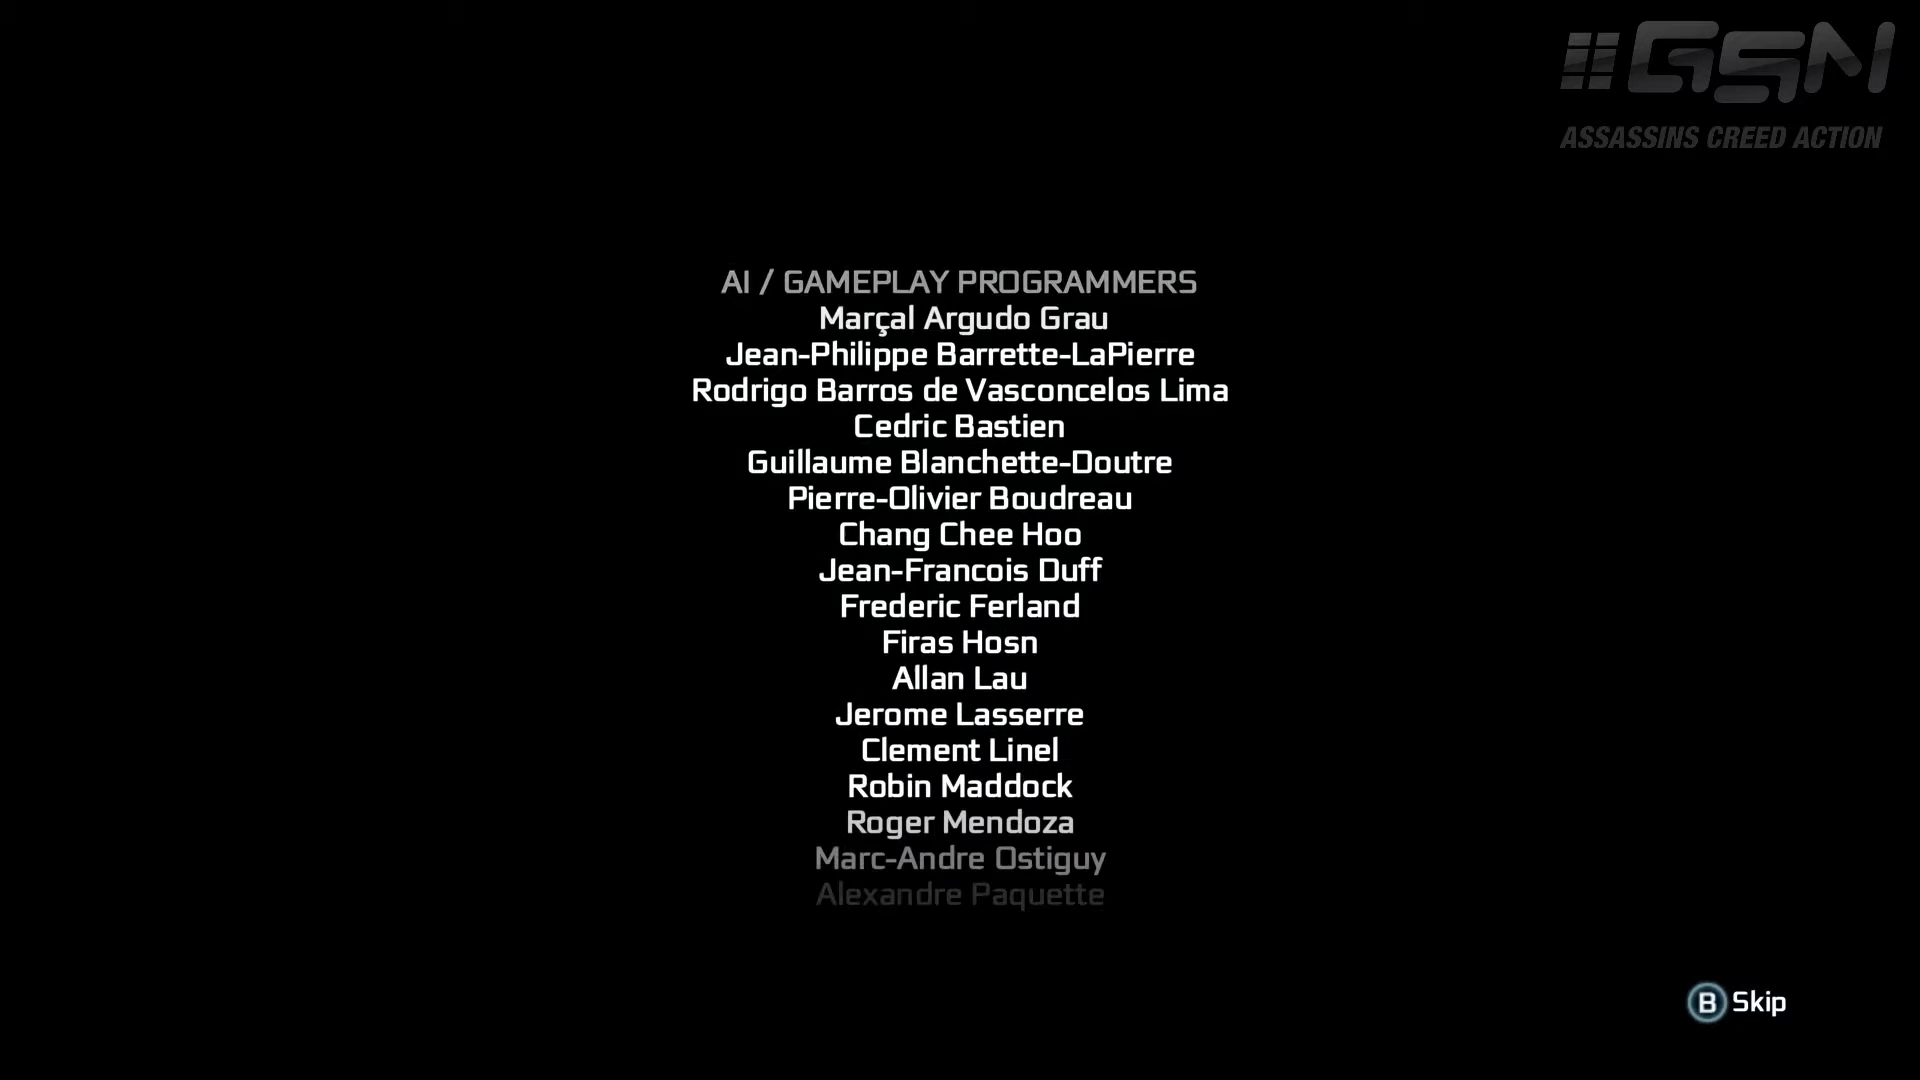 GSN
ASSASSINS CREED ACTION
AI / GAMEPLAY PROGRAMMERS
Marçal Argudo Grau
Jean-Philippe Barrette-LaPierre
Rodrigo Barros de Vasconcelos Lima
Cedric Bastien
Guillaume Blanchette-Doutre
Pierre-Olivier Boudreau
Chang Chee Hoo
Jean-Francois Duff
Frederic Ferland
Firas Hosn
Allan Lau
Jerome Lasserre
Clement Linel
Robin Maddock
Roger Mendoza
Marc-Andre Ostiguy
Alexandre Paquette
B Skip